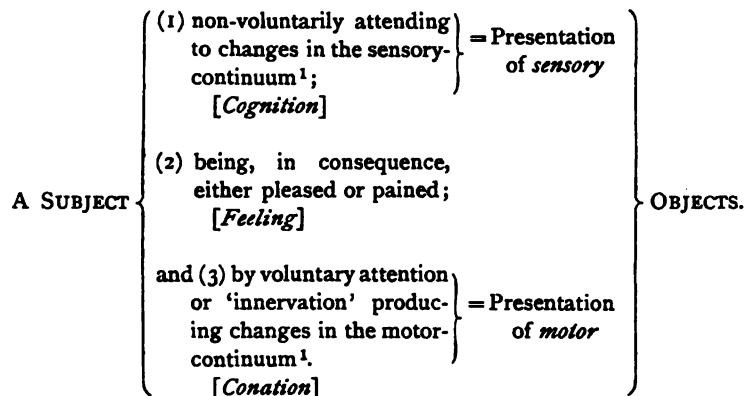 (1) non-voluntarily attending
to changes in the sensory-
continuum¹;
[Cognition]
= Presentation
of sensory
(2) being, in consequence,
either pleased or pained;
[Feeling]
A SUBJECT
OBJECTS.
and (3) by voluntary attention
or ‘innervation’ produc-
ing changes in the motor-
continuum¹.
[Conation]
= Presentation
of motor